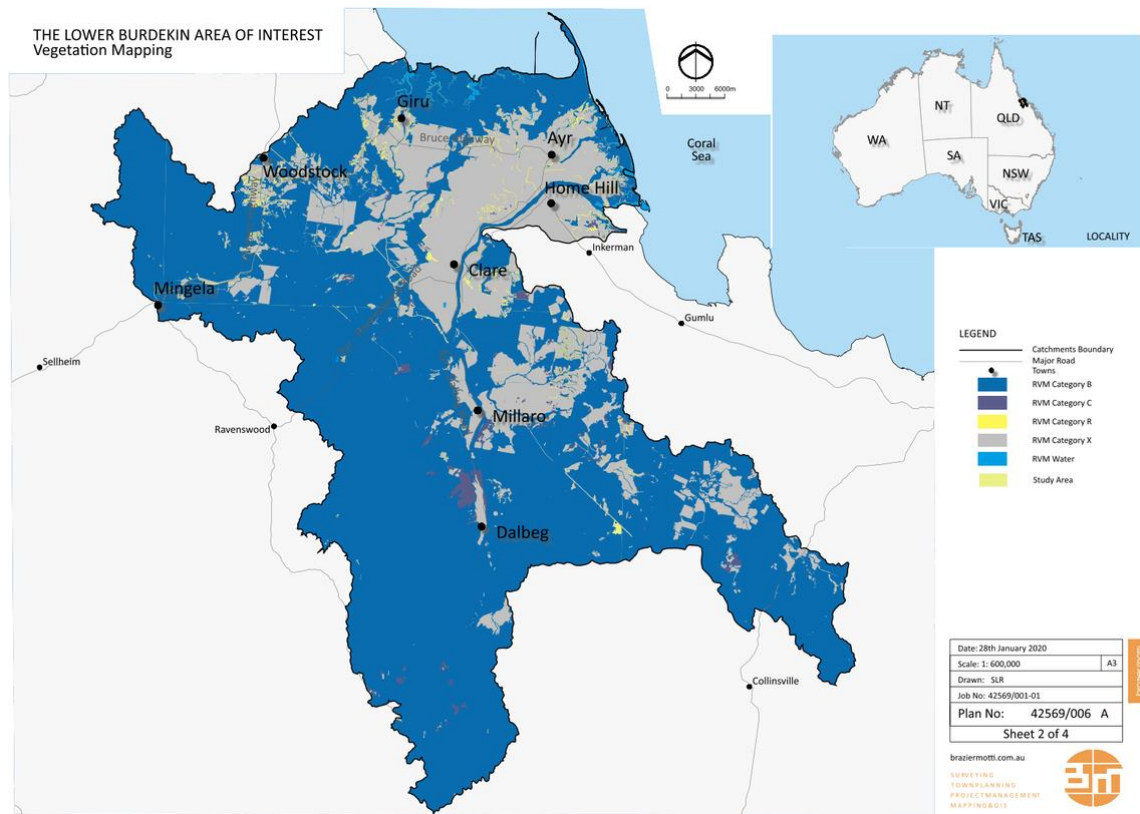 THE LOWER BURDEKIN AREA OF INTEREST
Vegetation Mapping
0 3000 6000m
Giru
Bruce Highway
Ayr
Woodstock
Home Hill
Coral
Sea
Inkerman
Clare
Mingela
Gumlu
Sellheim
Ravenswood
Millaro
Dalbeg
Collinsville
NT
QLD
WA
SA
NSW
VIC
TAS
LOCALITY
LEGEND
Catchments Boundary
Major Road
Towns
RVM Category B
RVM Category C
RVM Category R
RVM Category X
RVM Water
Study Area
Date: 28th January 2020
Scale: 1: 600,000 A3
Drawn: SLR
Job No: 42569/001-01
Plan No: 42569/006 A
Sheet 2 of 4
braziermotti.com.au
SURVEYING
TOWNPLANNING
PROJECTMANAGEMENT
MAPPING&GIS